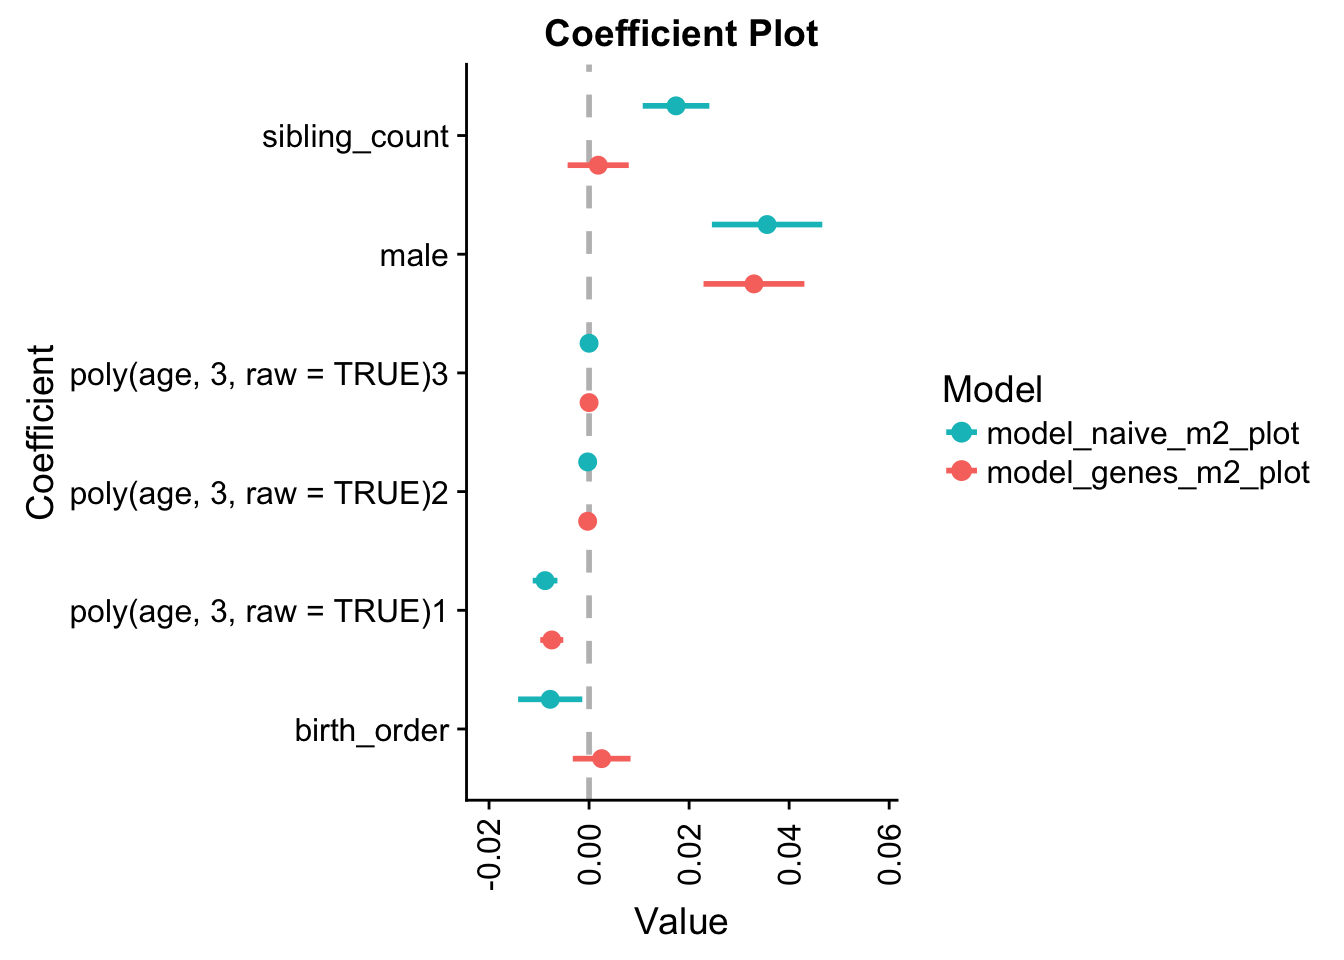 Coefficient Plot
Coefficient
sibling_count
male
poly(age, 3, raw = TRUE)3
poly(age, 3, raw = TRUE)2
poly(age, 3, raw = TRUE)1
birth_order
-0.02
0.00
0.02
0.04
0.06
Value
Model
model_naive_m2_plot
model_genes_m2_plot